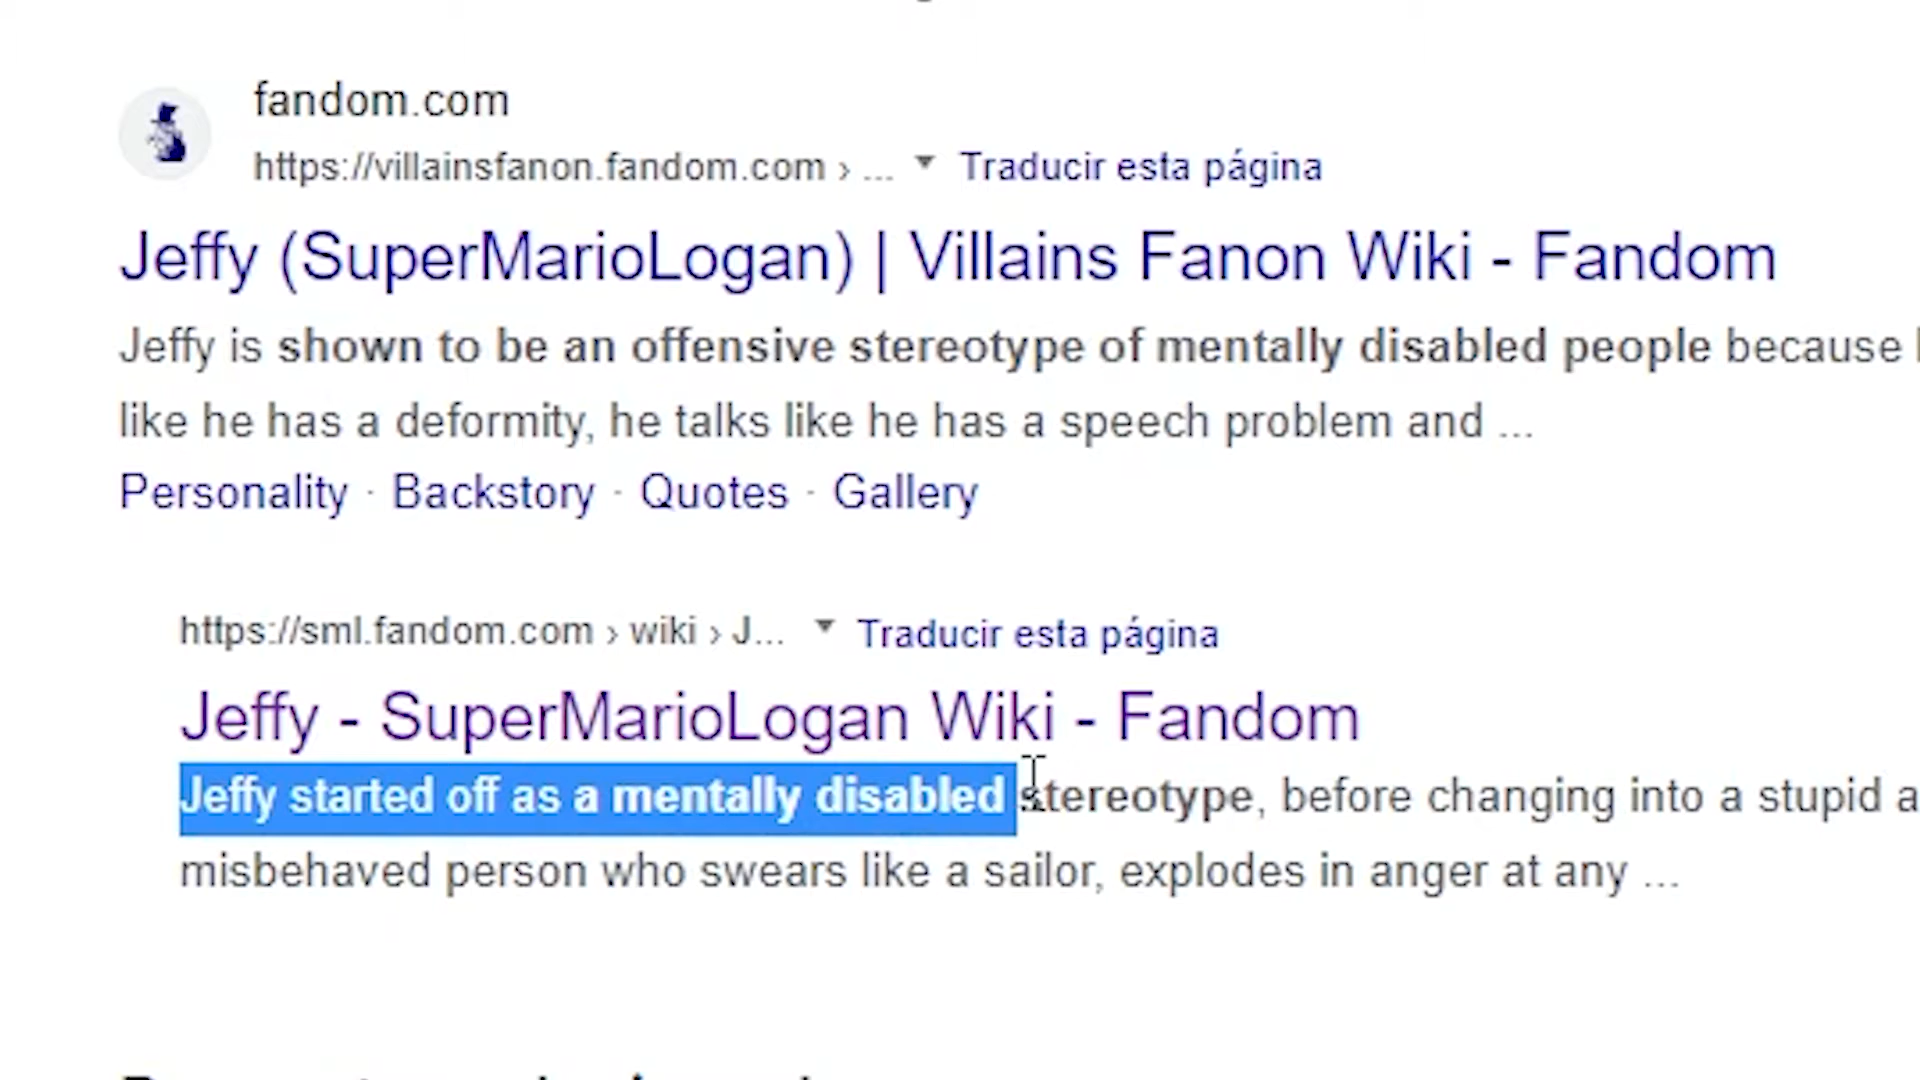 fandom.com
https://villainsfanon.fandom.com › ... Traducir esta página
Jeffy (SuperMarioLogan) | Villains Fanon Wiki - Fandom
Jeffy is shown to be an offensive stereotype of mentally disabled people because
like he has a deformity, he talks like he has a speech problem and ...
Personality · Backstory · Quotes · Gallery
https://sml.fandom.com › wiki › J... Traducir esta página
Jeffy - SuperMarioLogan Wiki - Fandom
Jeffy started off as a mentally disabled stereotype, before changing into a stupid a
misbehaved person who swears like a sailor, explodes in anger at any ...